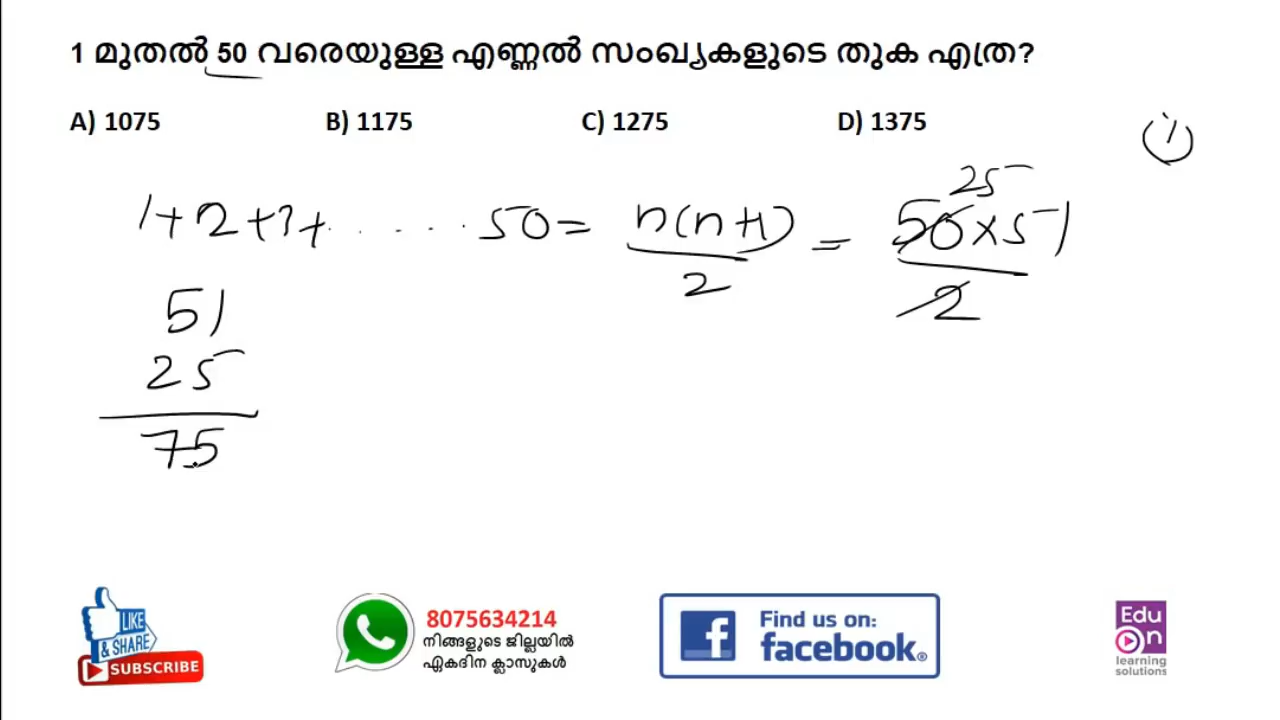 1 മുതൽ 50 വരെയുള്ള എണ്ണൽ സംഖ്യകളുടെ തുക എത്ര?
A) 1075 B) 1175 C) 1275 D) 1375
1+2+3+.......50 = n(n+1)/2 = 50×51/2
25
51
25
75
LIKE & SHARE
SUBSCRIBE
8075634214
നിങ്ങളുടെ ജില്ലയിൽ
ഏകദിന ക്ലാസുകൾ
Find us on:
facebook®
Edu On
learning
solutions